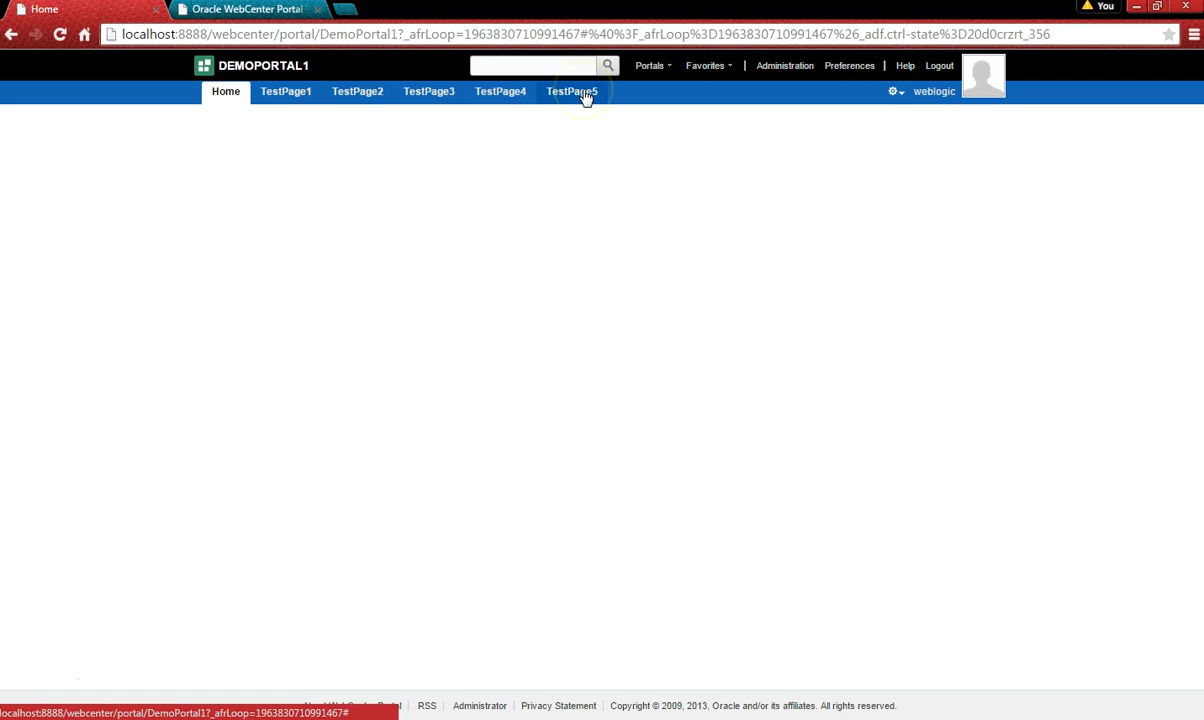 Home
Oracle WebCenter Portal
You
localhost:8888/webcenter/portal/DemoPortal1?_afrLoop=1963830710991467#%40%3F_afrLoop%3D1963830710991467%26_adf.ctrl-state%3D20d0crzrt_356
DEMOPORTAL1
Portals
Favorites
Administration
Preferences
Help
Logout
Home
TestPage1
TestPage2
TestPage3
TestPage4
TestPage5
weblogic
RSS
Administrator
Privacy Statement
Copyright © 2009, 2013, Oracle and/or its affiliates. All rights reserved.
localhost:8888/webcenter/portal/DemoPortal1?_afrLoop=1963830710991467#